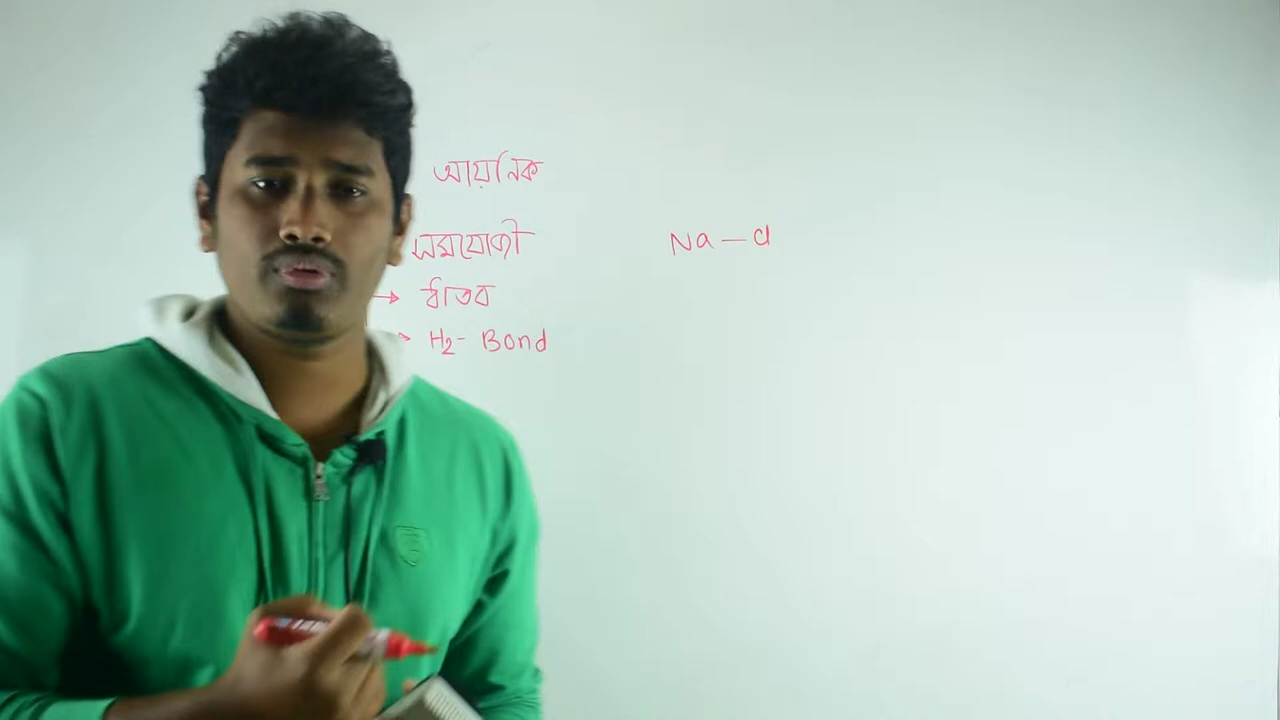 আয়নিক
সমযোজী
Na — Cl
→ ধাতব
→ H2- Bond